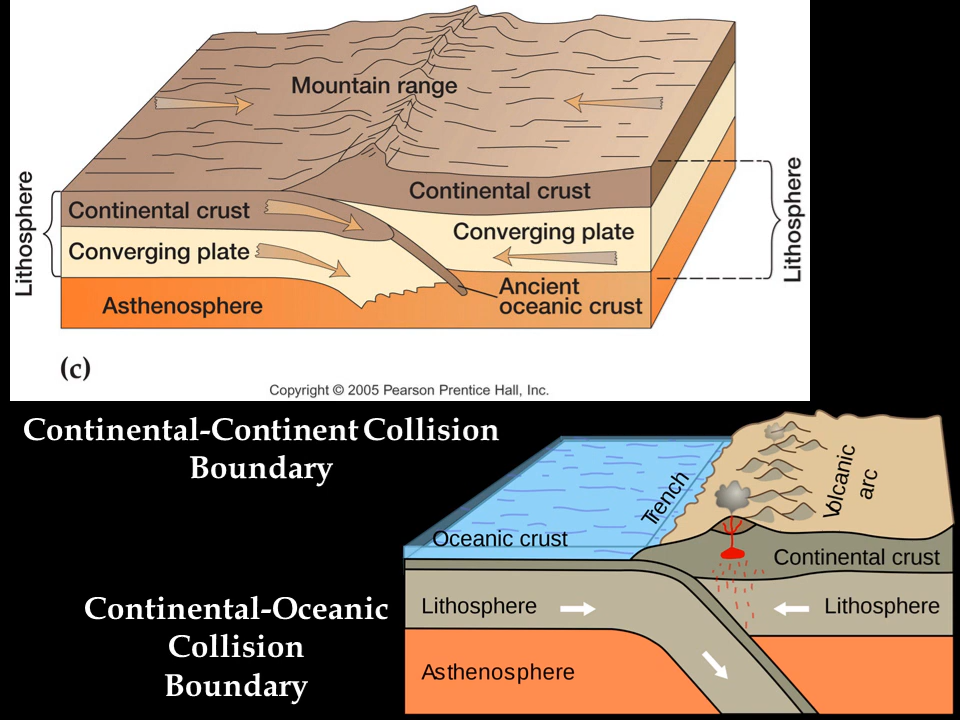 Mountain range
Lithosphere
Continental crust
Continental crust
Lithosphere
Converging plate
Converging plate
Asthenosphere
Ancient
oceanic crust
(c)
Copyright © 2005 Pearson Prentice Hall, Inc.
Continental-Continent Collision
Boundary
Trench
Volcanic
arc
Oceanic crust
Continental crust
Lithosphere
Lithosphere
Asthenosphere
Continental-Oceanic
Collision
Boundary